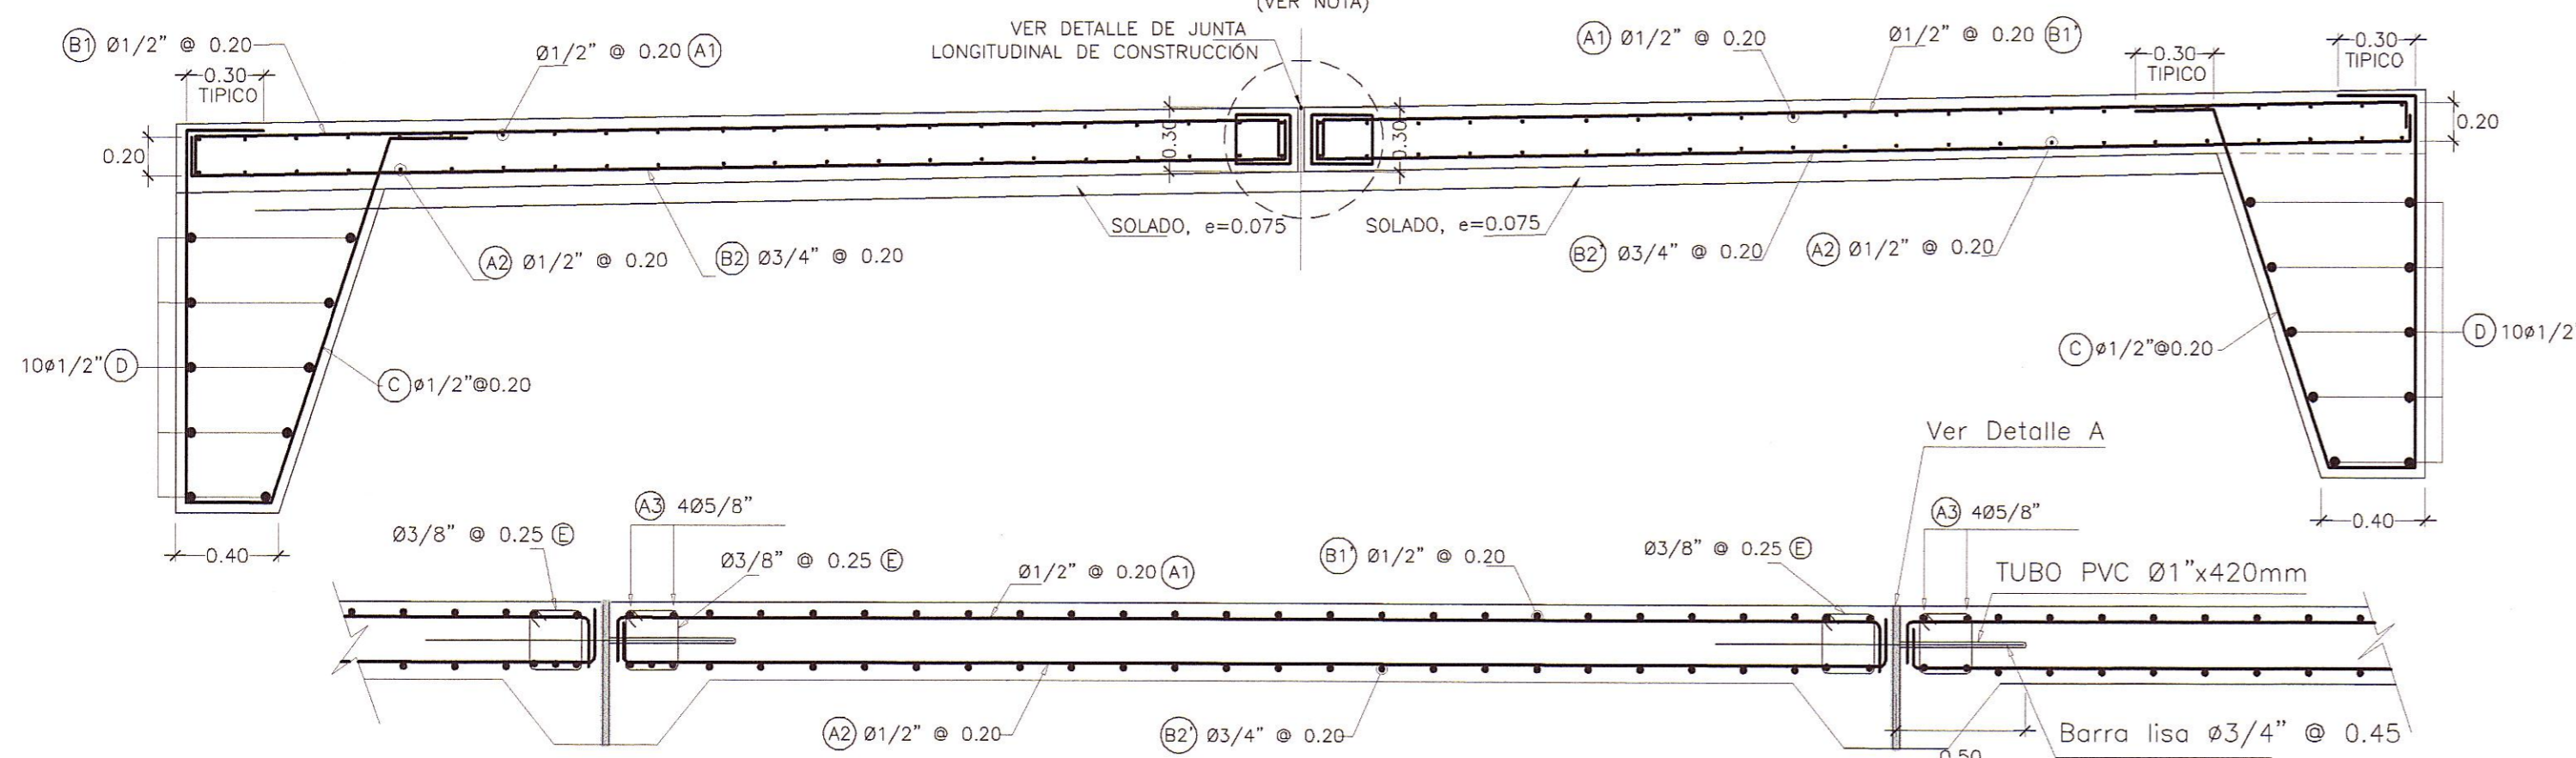 (VER NOTA)
VER DETALLE DE JUNTA
LONGITUDINAL DE CONSTRUCCIÓN
B1 Ø1/2" @ 0.20
Ø1/2" @ 0.20 A1
A1 Ø1/2" @ 0.20
Ø1/2" @ 0.20 B1'
0.30
TIPICO
0.30
TIPICO
0.30
TIPICO
0.20
0.30
0.30
0.20
SOLADO, e=0.075
SOLADO, e=0.075
A2 Ø1/2" @ 0.20
B2 Ø3/4" @ 0.20
B2' Ø3/4" @ 0.20
A2 Ø1/2" @ 0.20
10ø1/2" D
C ø1/2"@0.20
C ø1/2"@0.20
D 10ø1/2
0.40
0.40
Ver Detalle A
A3 4Ø5/8"
A3 4Ø5/8"
Ø3/8" @ 0.25 E
Ø3/8" @ 0.25 E
Ø1/2" @ 0.20 A1
B1' Ø1/2" @ 0.20
Ø3/8" @ 0.25 E
TUBO PVC Ø1"x420mm
A2 Ø1/2" @ 0.20
B2' Ø3/4" @ 0.20
Barra lisa ø3/4" @ 0.45
0.50